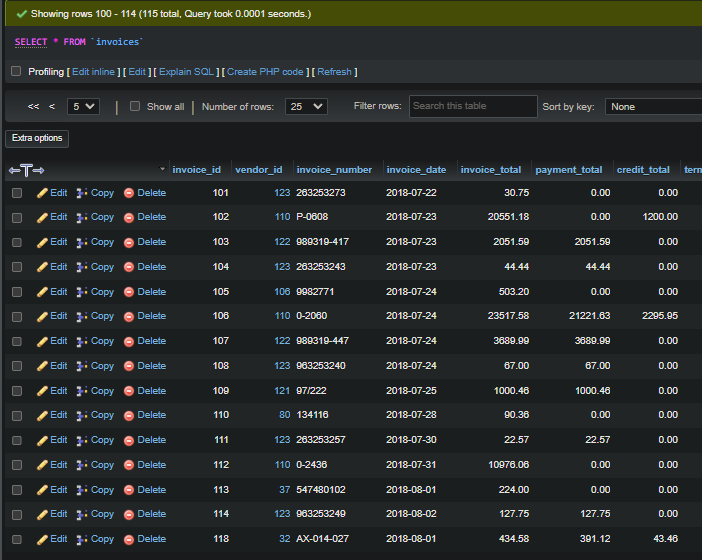 Showing rows 100 - 114 (115 total, Query took 0.0001 seconds.)
SELECT * FROM `invoices`
Profiling [ Edit inline ] [ Edit ] [ Explain SQL ] [ Create PHP code ] [ Refresh ]
<< < 5 | Show all | Number of rows: 25 Filter rows: Search this table Sort by key: None
Extra options
invoice_id vendor_id invoice_number invoice_date invoice_total payment_total credit_total term
Edit Copy Delete 101 123 263253273 2018-07-22 30.75 0.00 0.00
Edit Copy Delete 102 110 P-0608 2018-07-23 20551.18 0.00 1200.00
Edit Copy Delete 103 122 989319-417 2018-07-23 2051.59 2051.59 0.00
Edit Copy Delete 104 123 263253243 2018-07-23 44.44 44.44 0.00
Edit Copy Delete 105 106 9982771 2018-07-24 503.20 0.00 0.00
Edit Copy Delete 106 110 0-2060 2018-07-24 23517.58 21221.63 2295.95
Edit Copy Delete 107 122 989319-447 2018-07-24 3689.99 3689.99 0.00
Edit Copy Delete 108 123 963253240 2018-07-24 67.00 67.00 0.00
Edit Copy Delete 109 121 97/222 2018-07-25 1000.46 1000.46 0.00
Edit Copy Delete 110 80 134116 2018-07-28 90.36 0.00 0.00
Edit Copy Delete 111 123 263253257 2018-07-30 22.57 22.57 0.00
Edit Copy Delete 112 110 0-2436 2018-07-31 10976.06 0.00 0.00
Edit Copy Delete 113 37 547480102 2018-08-01 224.00 0.00 0.00
Edit Copy Delete 114 123 963253249 2018-08-02 127.75 127.75 0.00
Edit Copy Delete 118 32 AX-014-027 2018-08-01 434.58 391.12 43.46